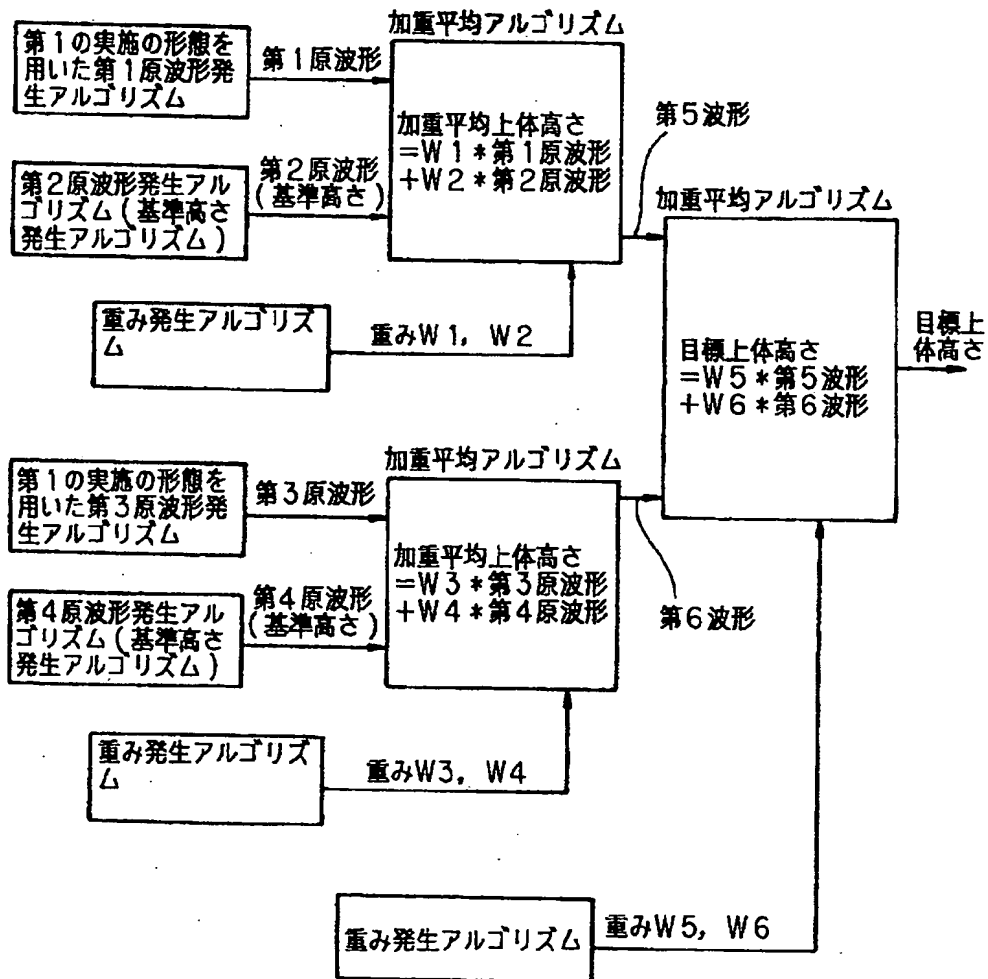 加重平均アルゴリズム
第1の実施の形態を
用いた第1原波形発
生アルゴリズム
第1原波形
加重平均上体高さ
=W1*第1原波形
+W2*第2原波形
第2原波形発生アル
ゴリズム(基準高さ
発生アルゴリズム)
第2原波形
(基準高さ)
重み発生アルゴリズ
ム
重みW1, W2
第5波形
加重平均アルゴリズム
目標上体高さ
=W5*第5波形
+W6*第6波形
目標上
体高さ
加重平均アルゴリズム
第1の実施の形態を
用いた第3原波形発
生アルゴリズム
第3原波形
加重平均上体高さ
=W3*第3原波形
+W4*第4原波形
第4原波形発生アル
ゴリズム(基準高さ
発生アルゴリズム)
第4原波形
(基準高さ)
第6波形
重み発生アルゴリズ
ム
重みW3, W4
重み発生アルゴリズム
重みW5, W6